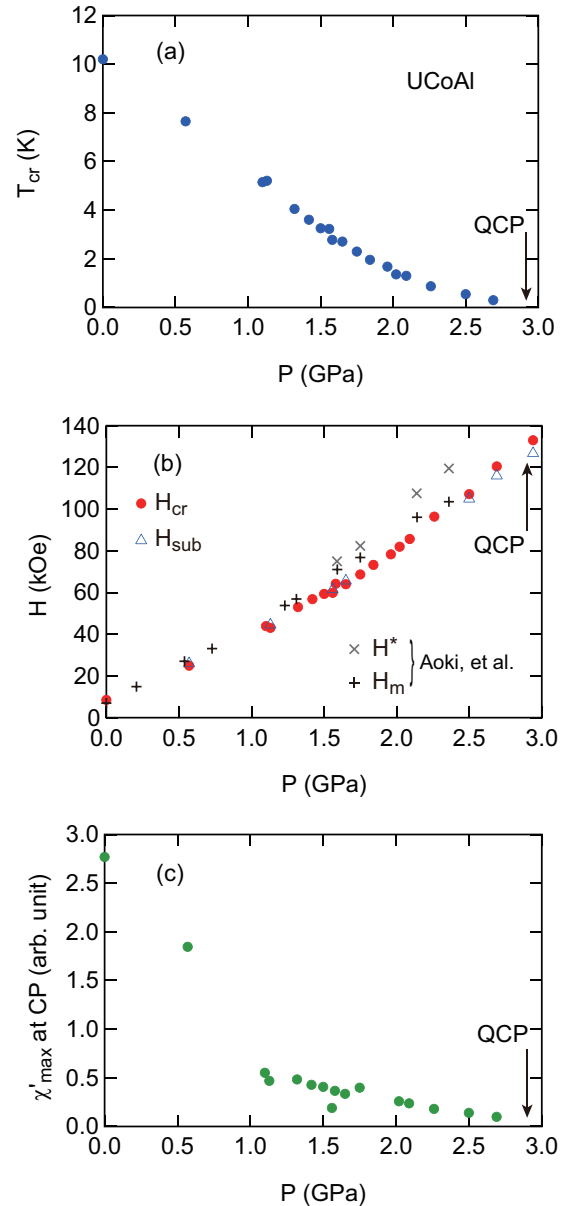 (a)
UCoAl
QCP
12
10
8
6
4
2
0
T_cr (K)
0.0 0.5 1.0 1.5 2.0 2.5 3.0
P (GPa)
(b)
H_cr
H_sub
QCP
H*
H_m
Aoki, et al.
140
120
100
80
60
40
20
0
H (kOe)
0.0 0.5 1.0 1.5 2.0 2.5 3.0
P (GPa)
(c)
QCP
3.0
2.5
2.0
1.5
1.0
0.5
0.0
χ'_max at CP (arb. unit)
0.0 0.5 1.0 1.5 2.0 2.5 3.0
P (GPa)